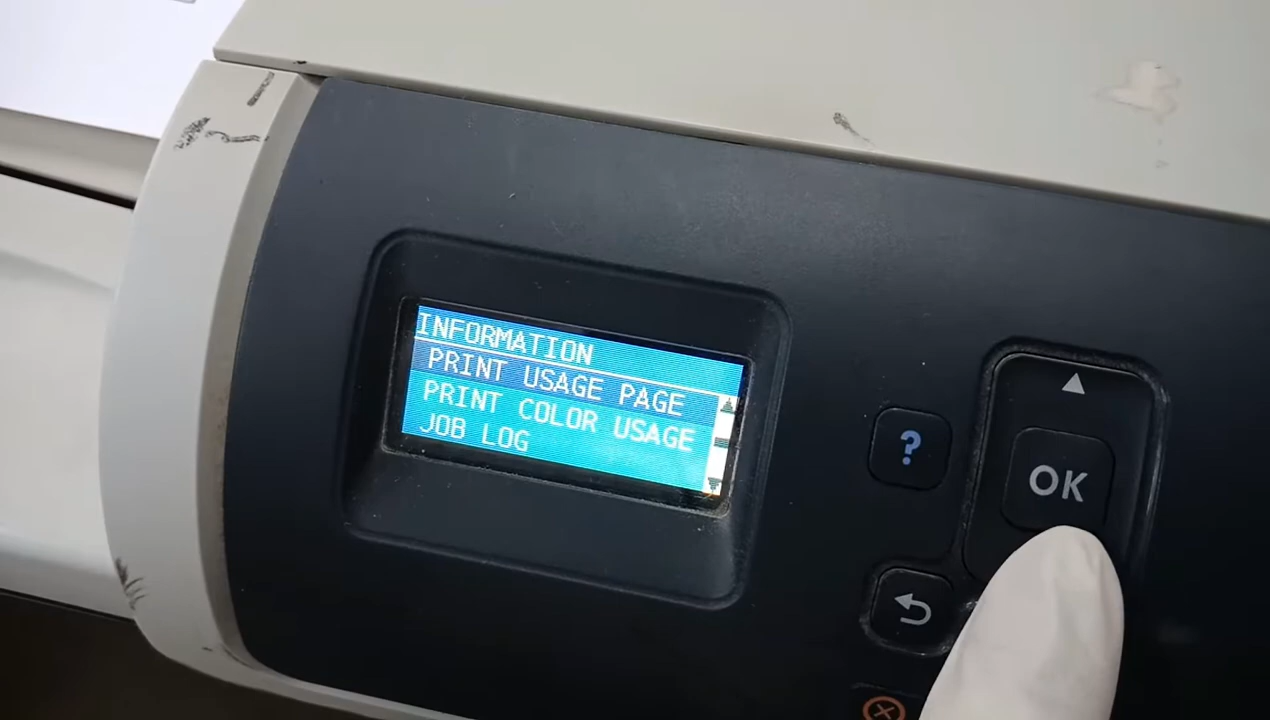 INFORMATION
PRINT USAGE PAGE
PRINT COLOR USAGE
JOB LOG
?
OK